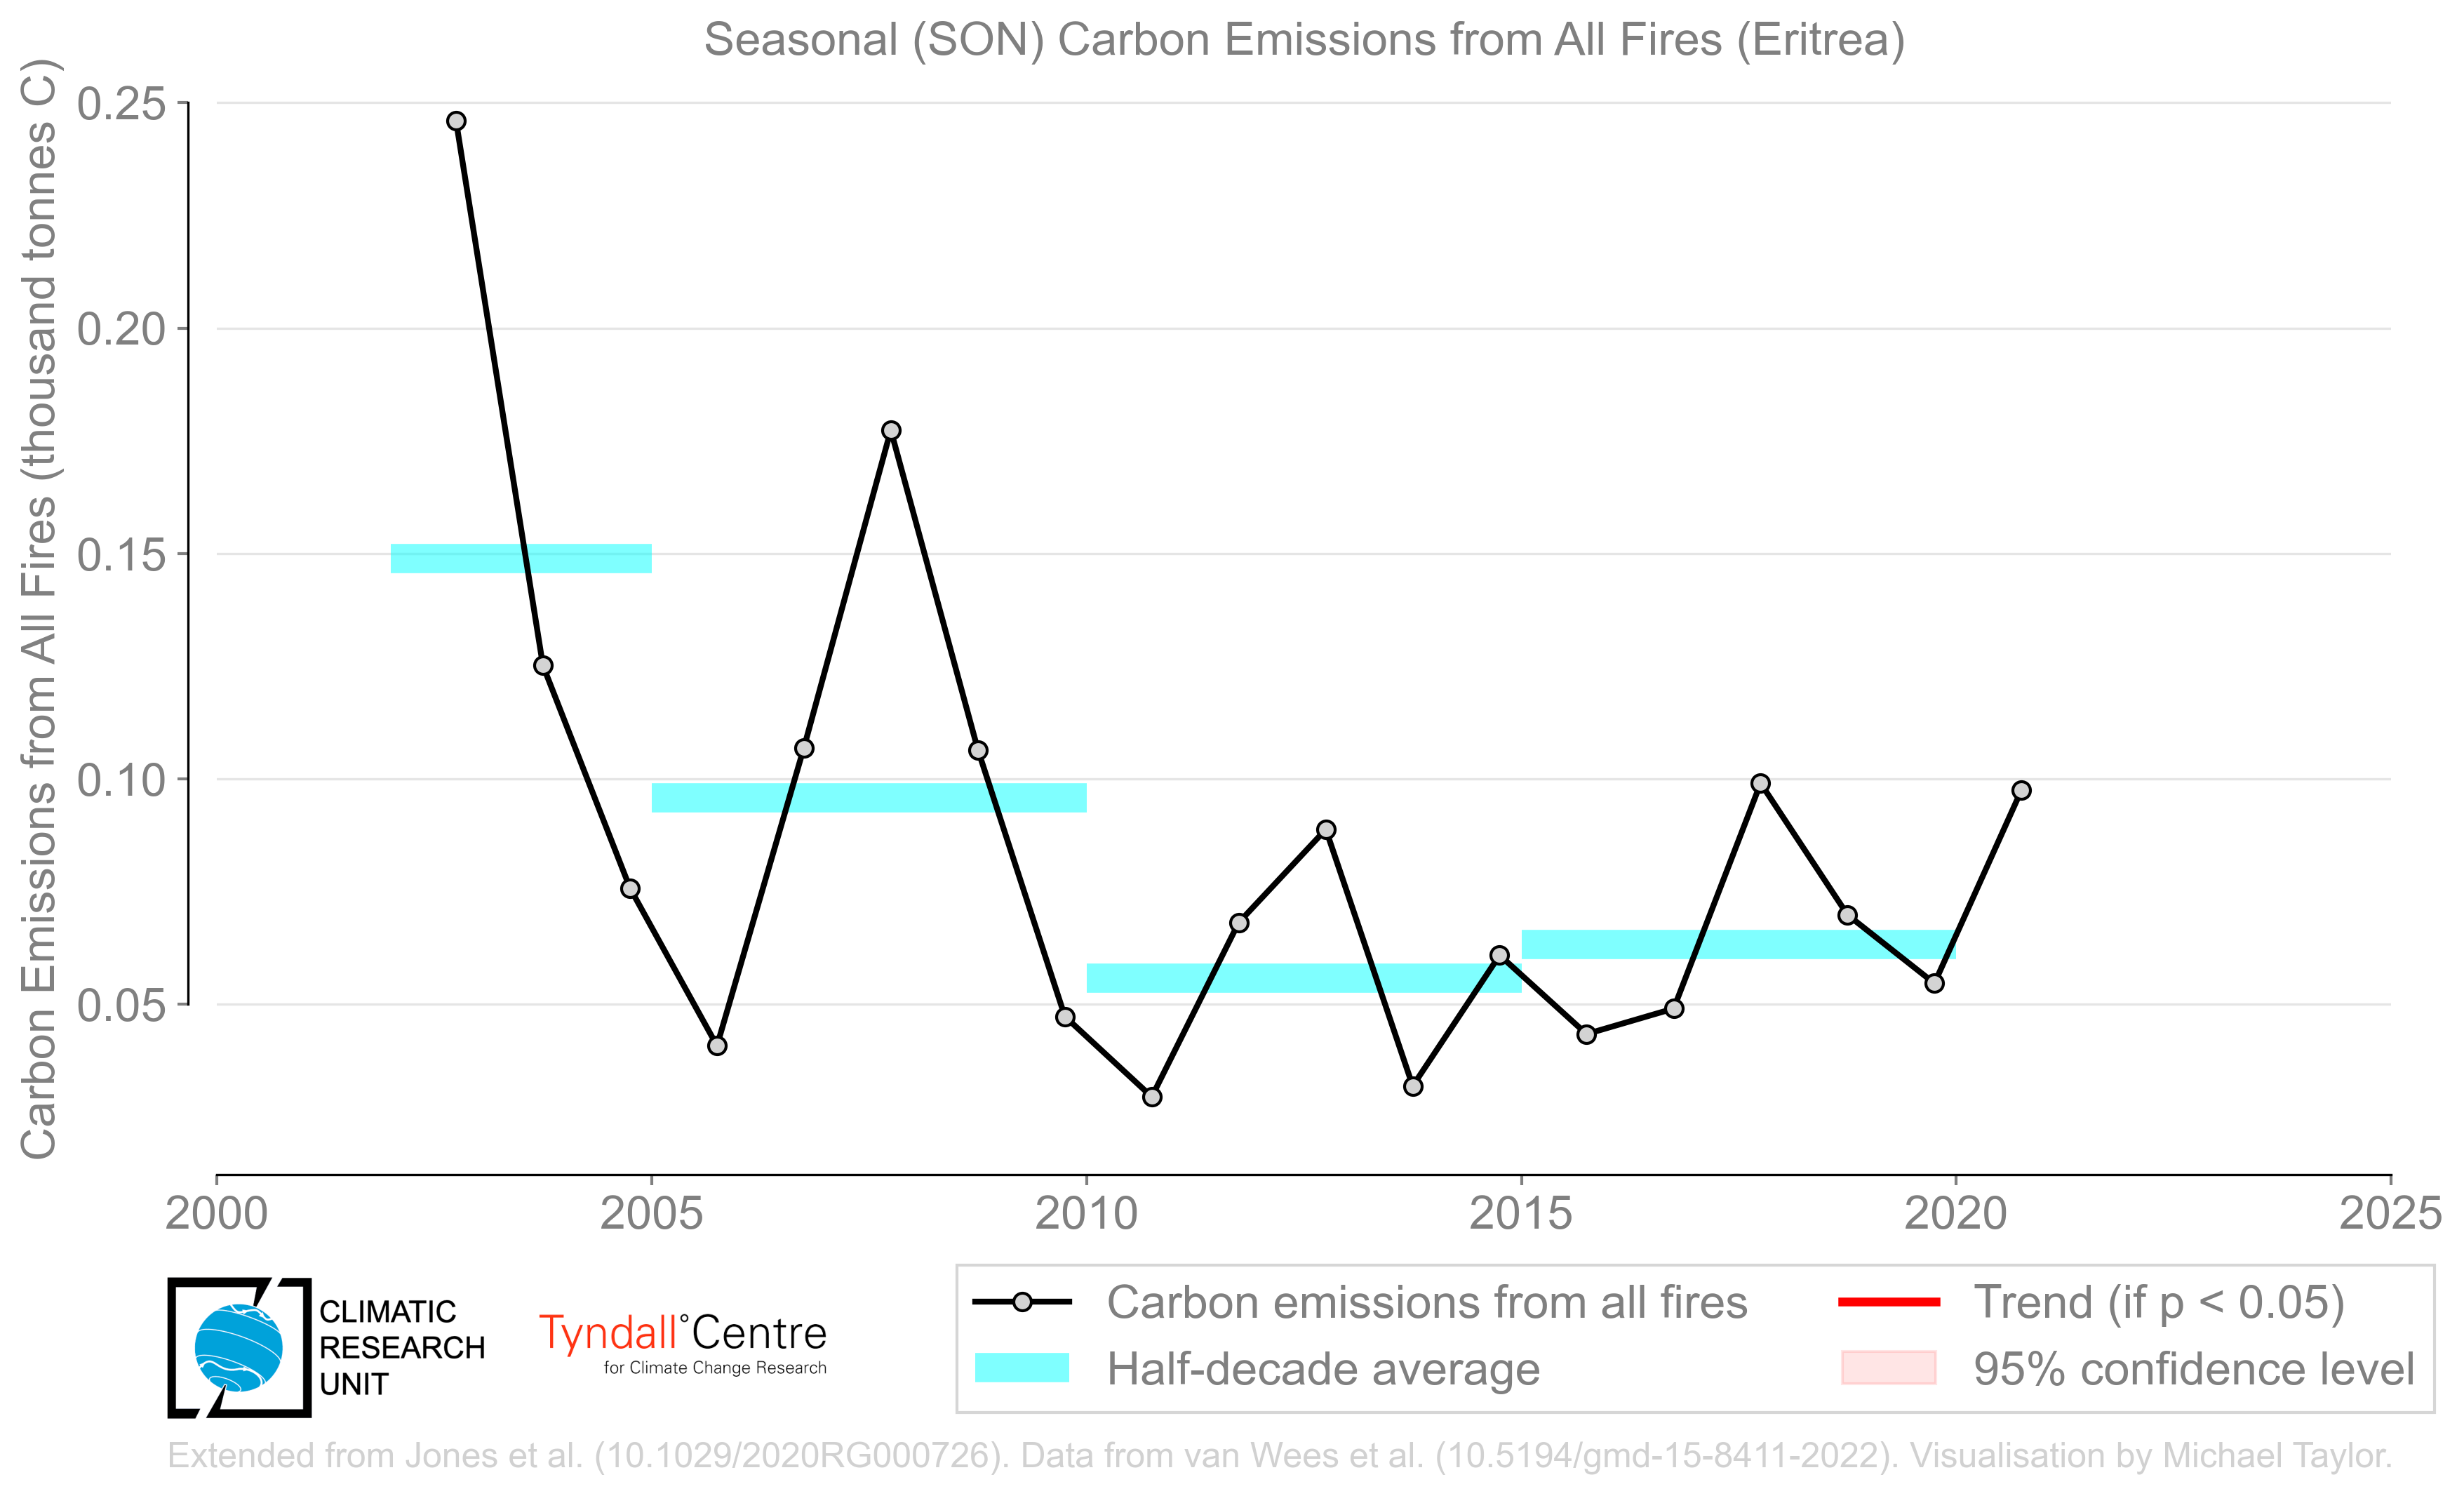 Seasonal (SON) Carbon Emissions from All Fires (Eritrea)
Carbon Emissions from All Fires (thousand tonnes C)
0.25
0.20
0.15
0.10
0.05
2000 2005 2010 2015 2020 2025
CLIMATIC
RESEARCH
UNIT
Tyndall°Centre
for Climate Change Research
Carbon emissions from all fires
Half-decade average
Trend (if p < 0.05)
95% confidence level
Extended from Jones et al. (10.1029/2020RG000726). Data from van Wees et al. (10.5194/gmd-15-8411-2022). Visualisation by Michael Taylor.